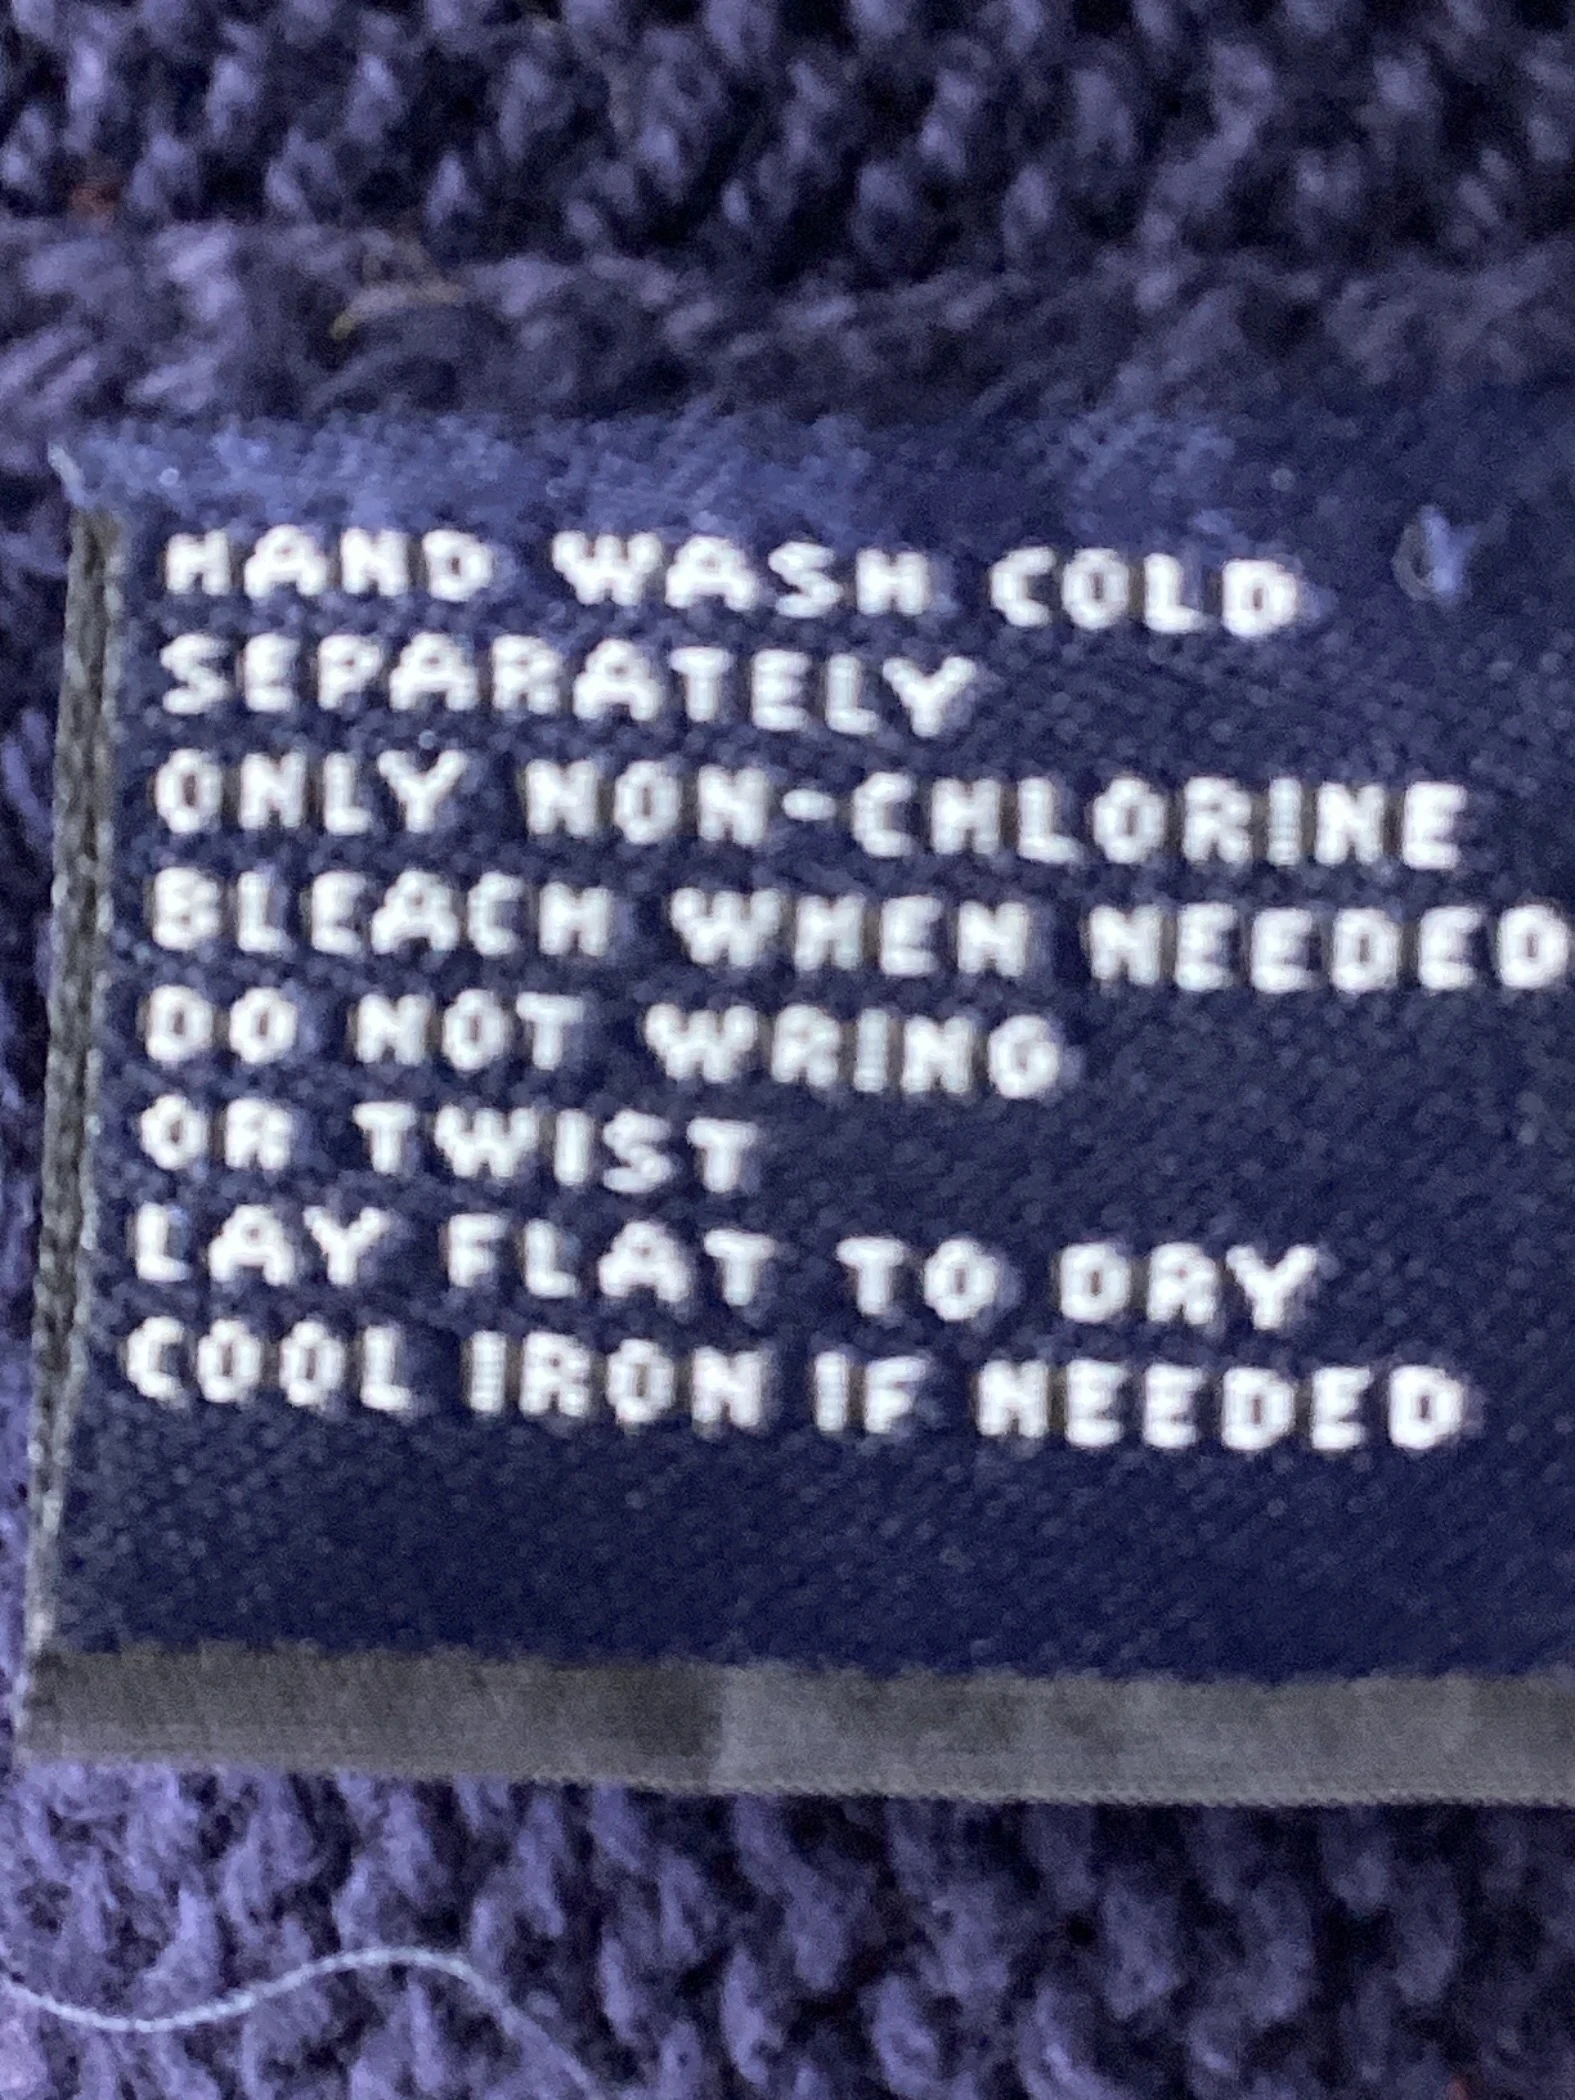 HAND WASH COLD
SEPARATELY
ONLY NON-CHLORINE
BLEACH WHEN NEEDED
DO NOT WRING
OR TWIST
LAY FLAT TO DRY
COOL IRON IF NEEDED